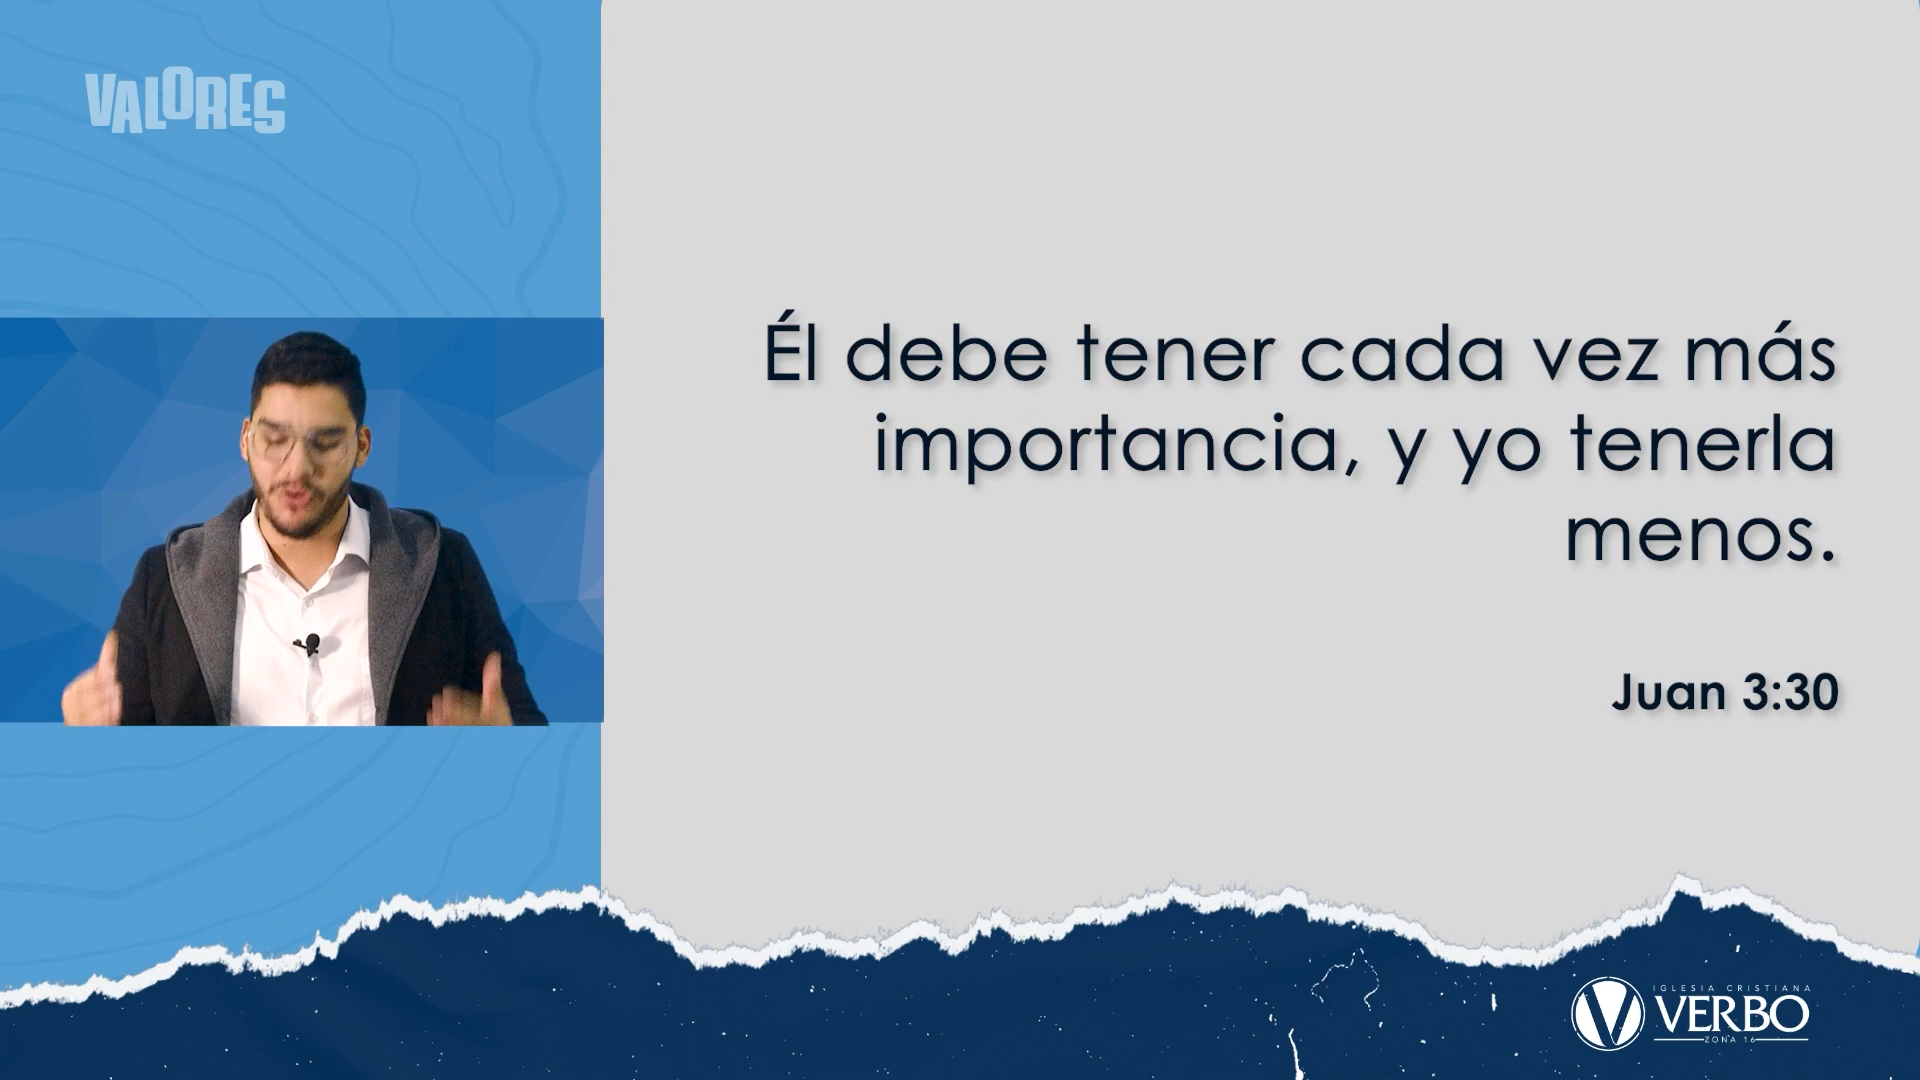 VALORES
Él debe tener cada vez más
importancia, y yo tenerla
menos.
Juan 3:30
IGLESIA CRISTIANA
VERBO
ZONA 16